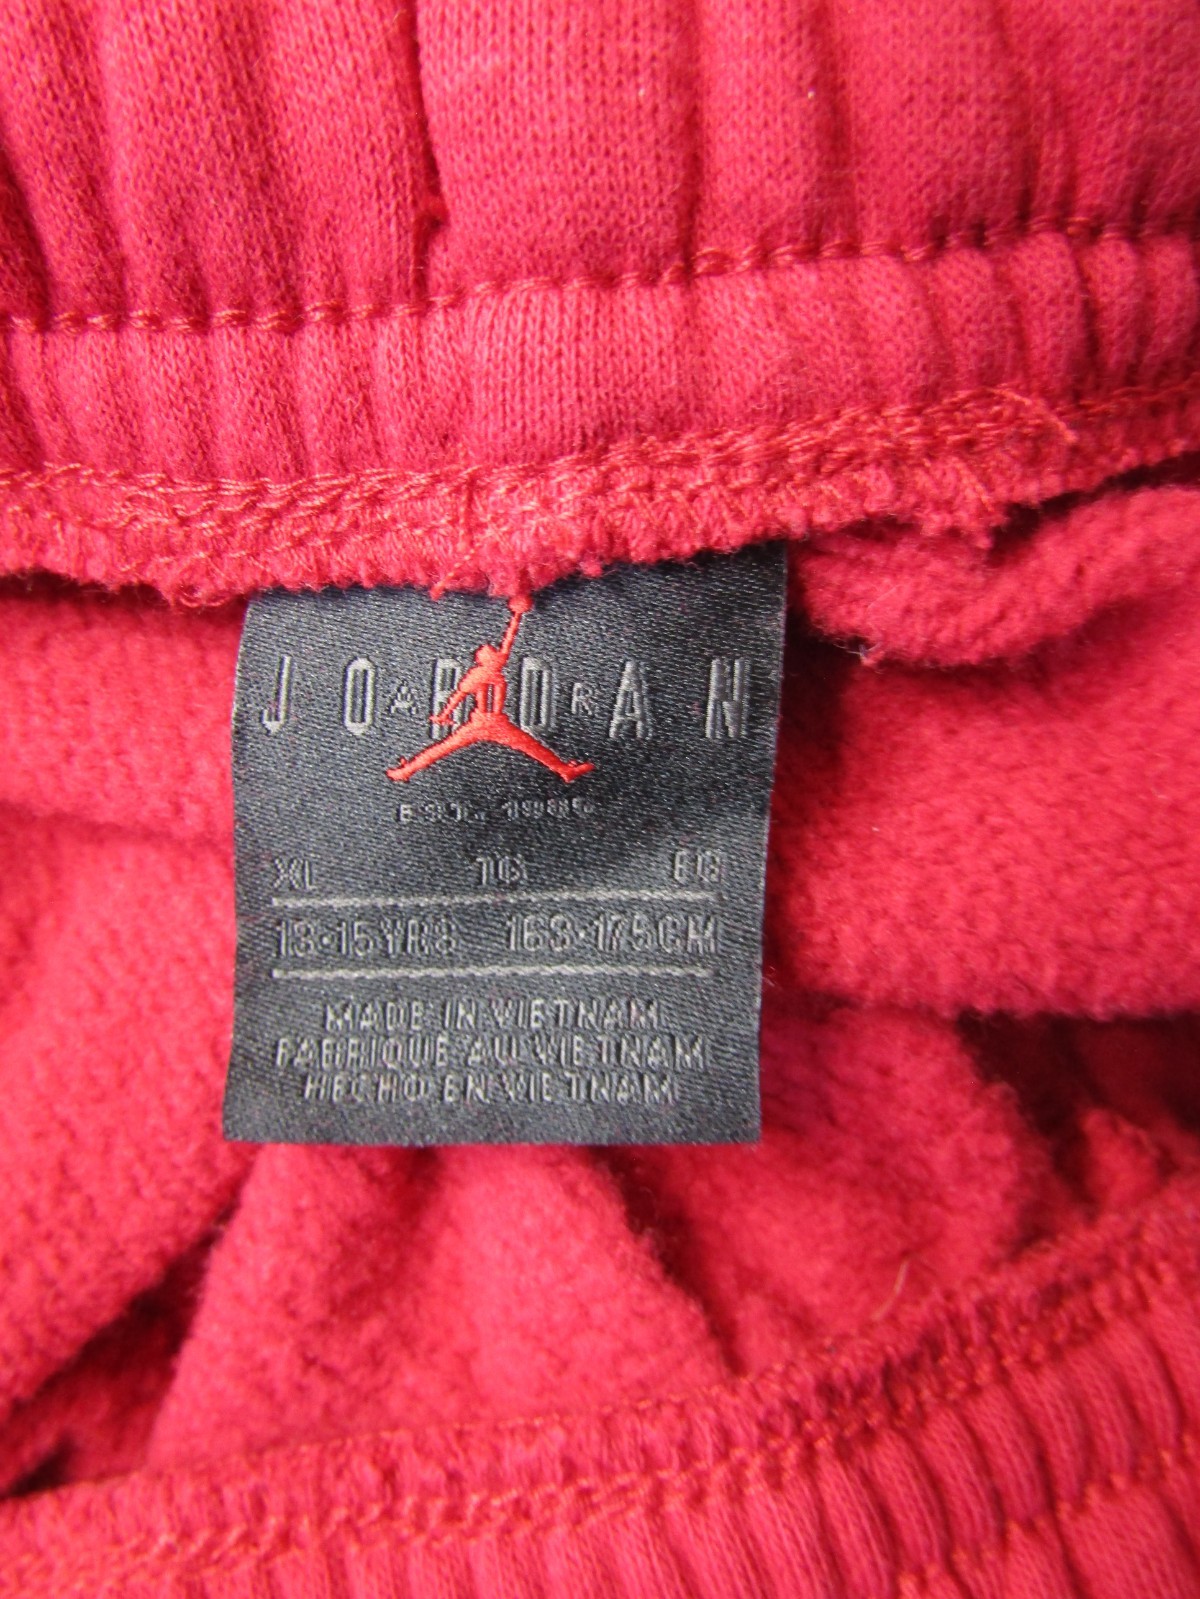 JORDAN
AIR
EST. 1985
XL TG EG
13-15YRS 163-175CM
MADE IN VIETNAM
FABRIQUE AU VIETNAM
HECHO EN VIETNAM